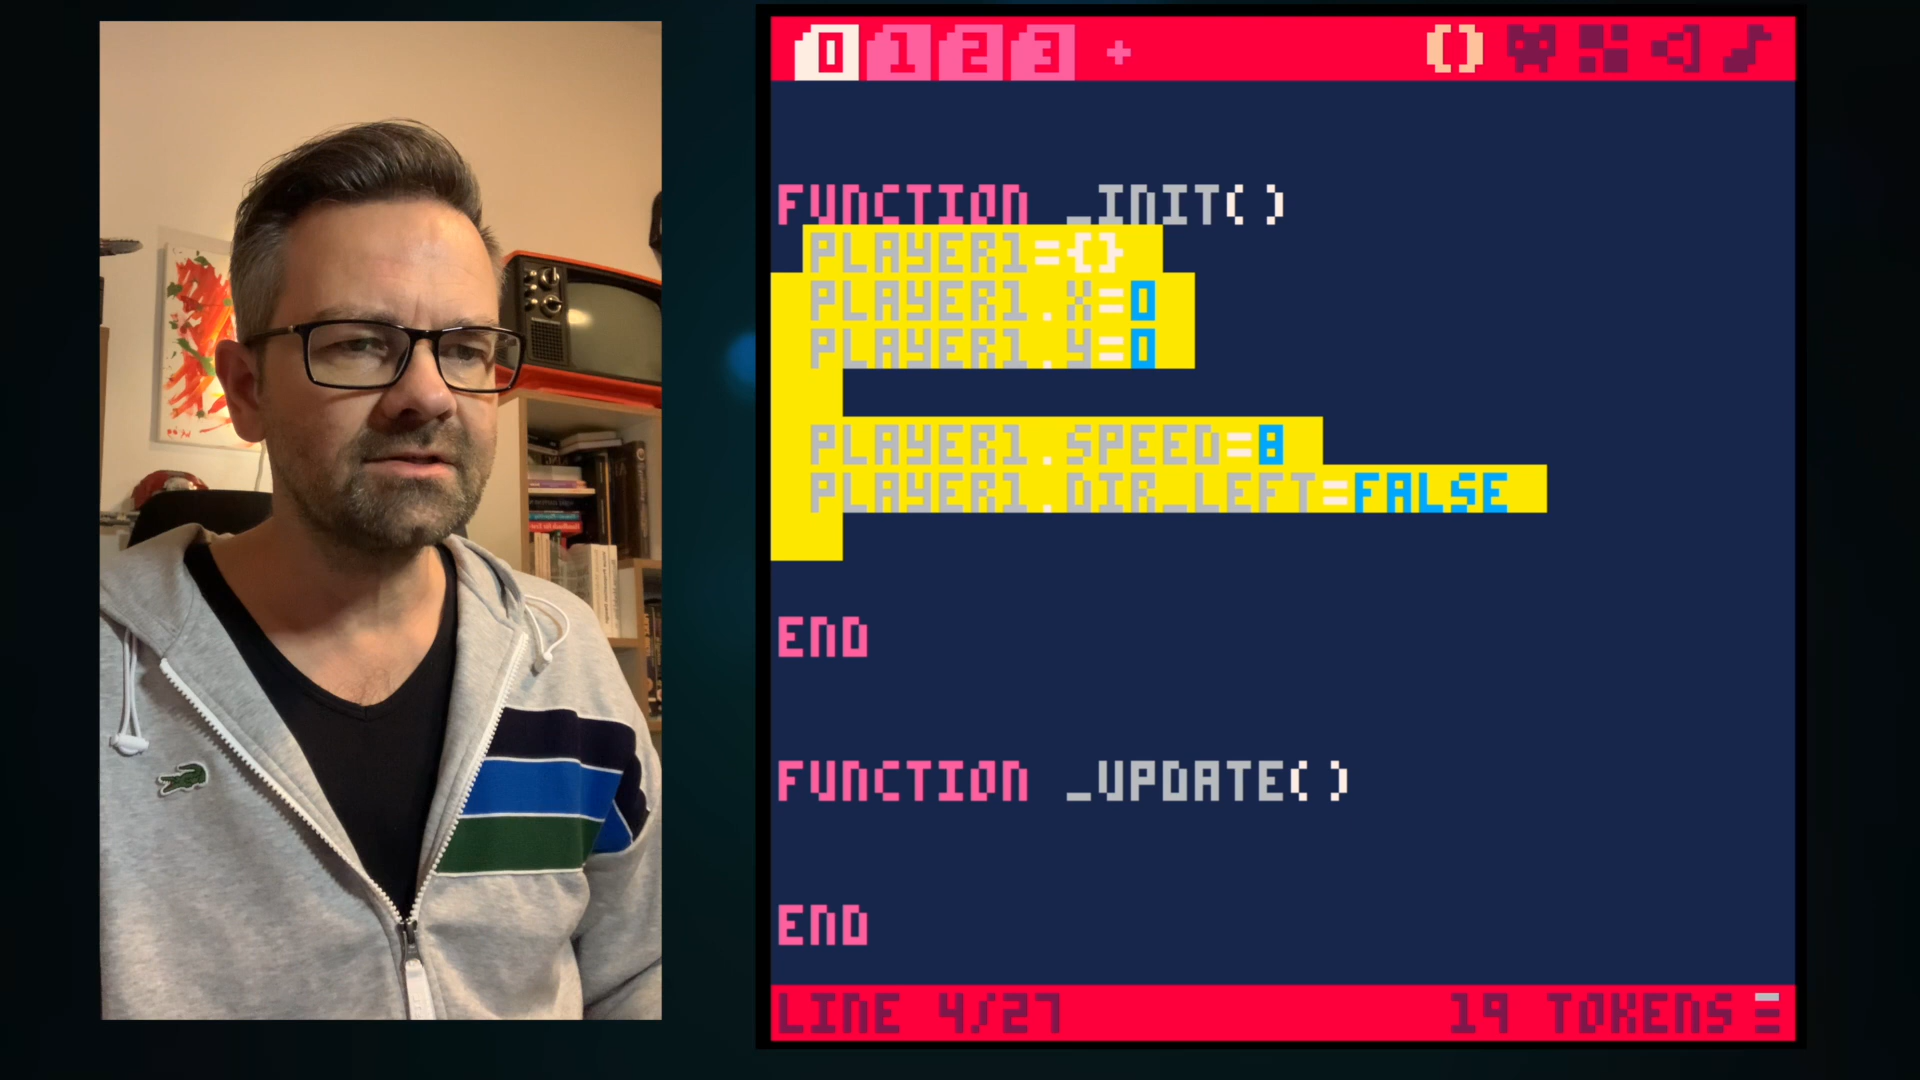 0 1 2 3 +
FUNCTION _INIT()
PLAYER1={}
PLAYER1.X=0
PLAYER1.Y=0
PLAYER1.SPEED=8
PLAYER1.DIR_LEFT=FALSE
END
FUNCTION _UPDATE()
END
LINE 4/27
19 TOKENS